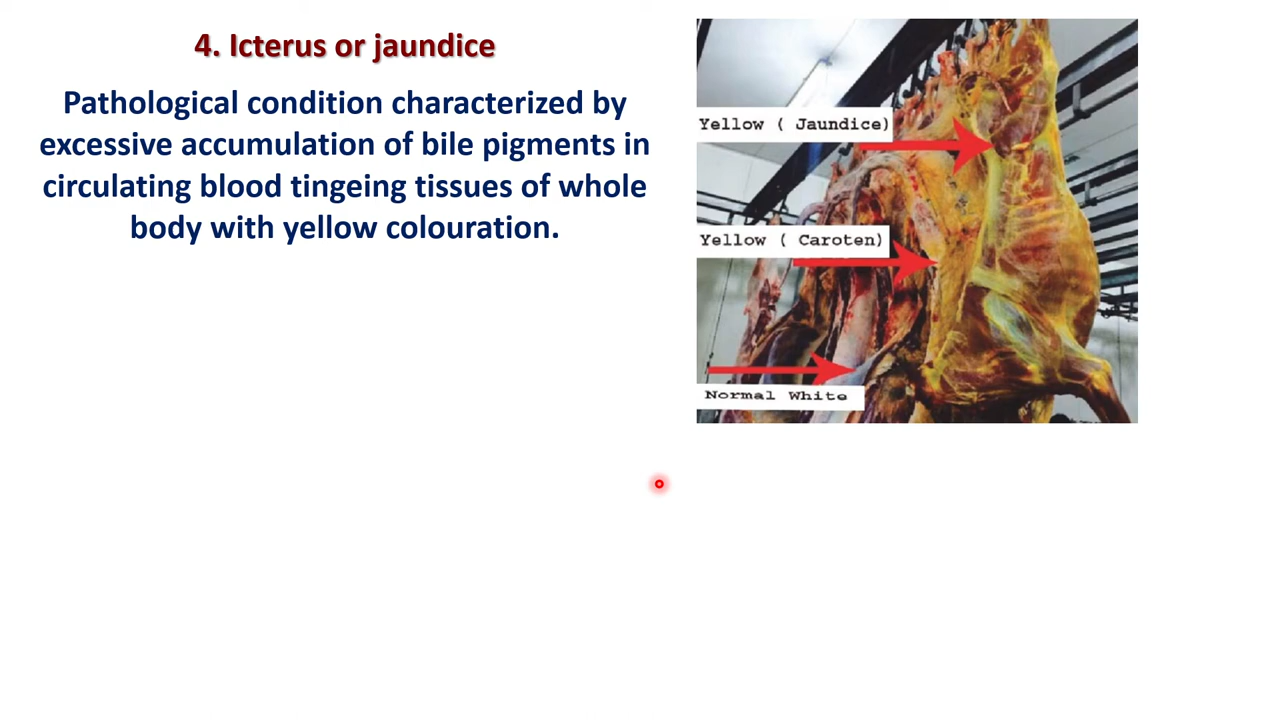 4. Icterus or jaundice
Pathological condition characterized by
excessive accumulation of bile pigments in
circulating blood tingeing tissues of whole
body with yellow colouration.
Yellow ( Jaundice)
Yellow ( Caroten)
Normal White